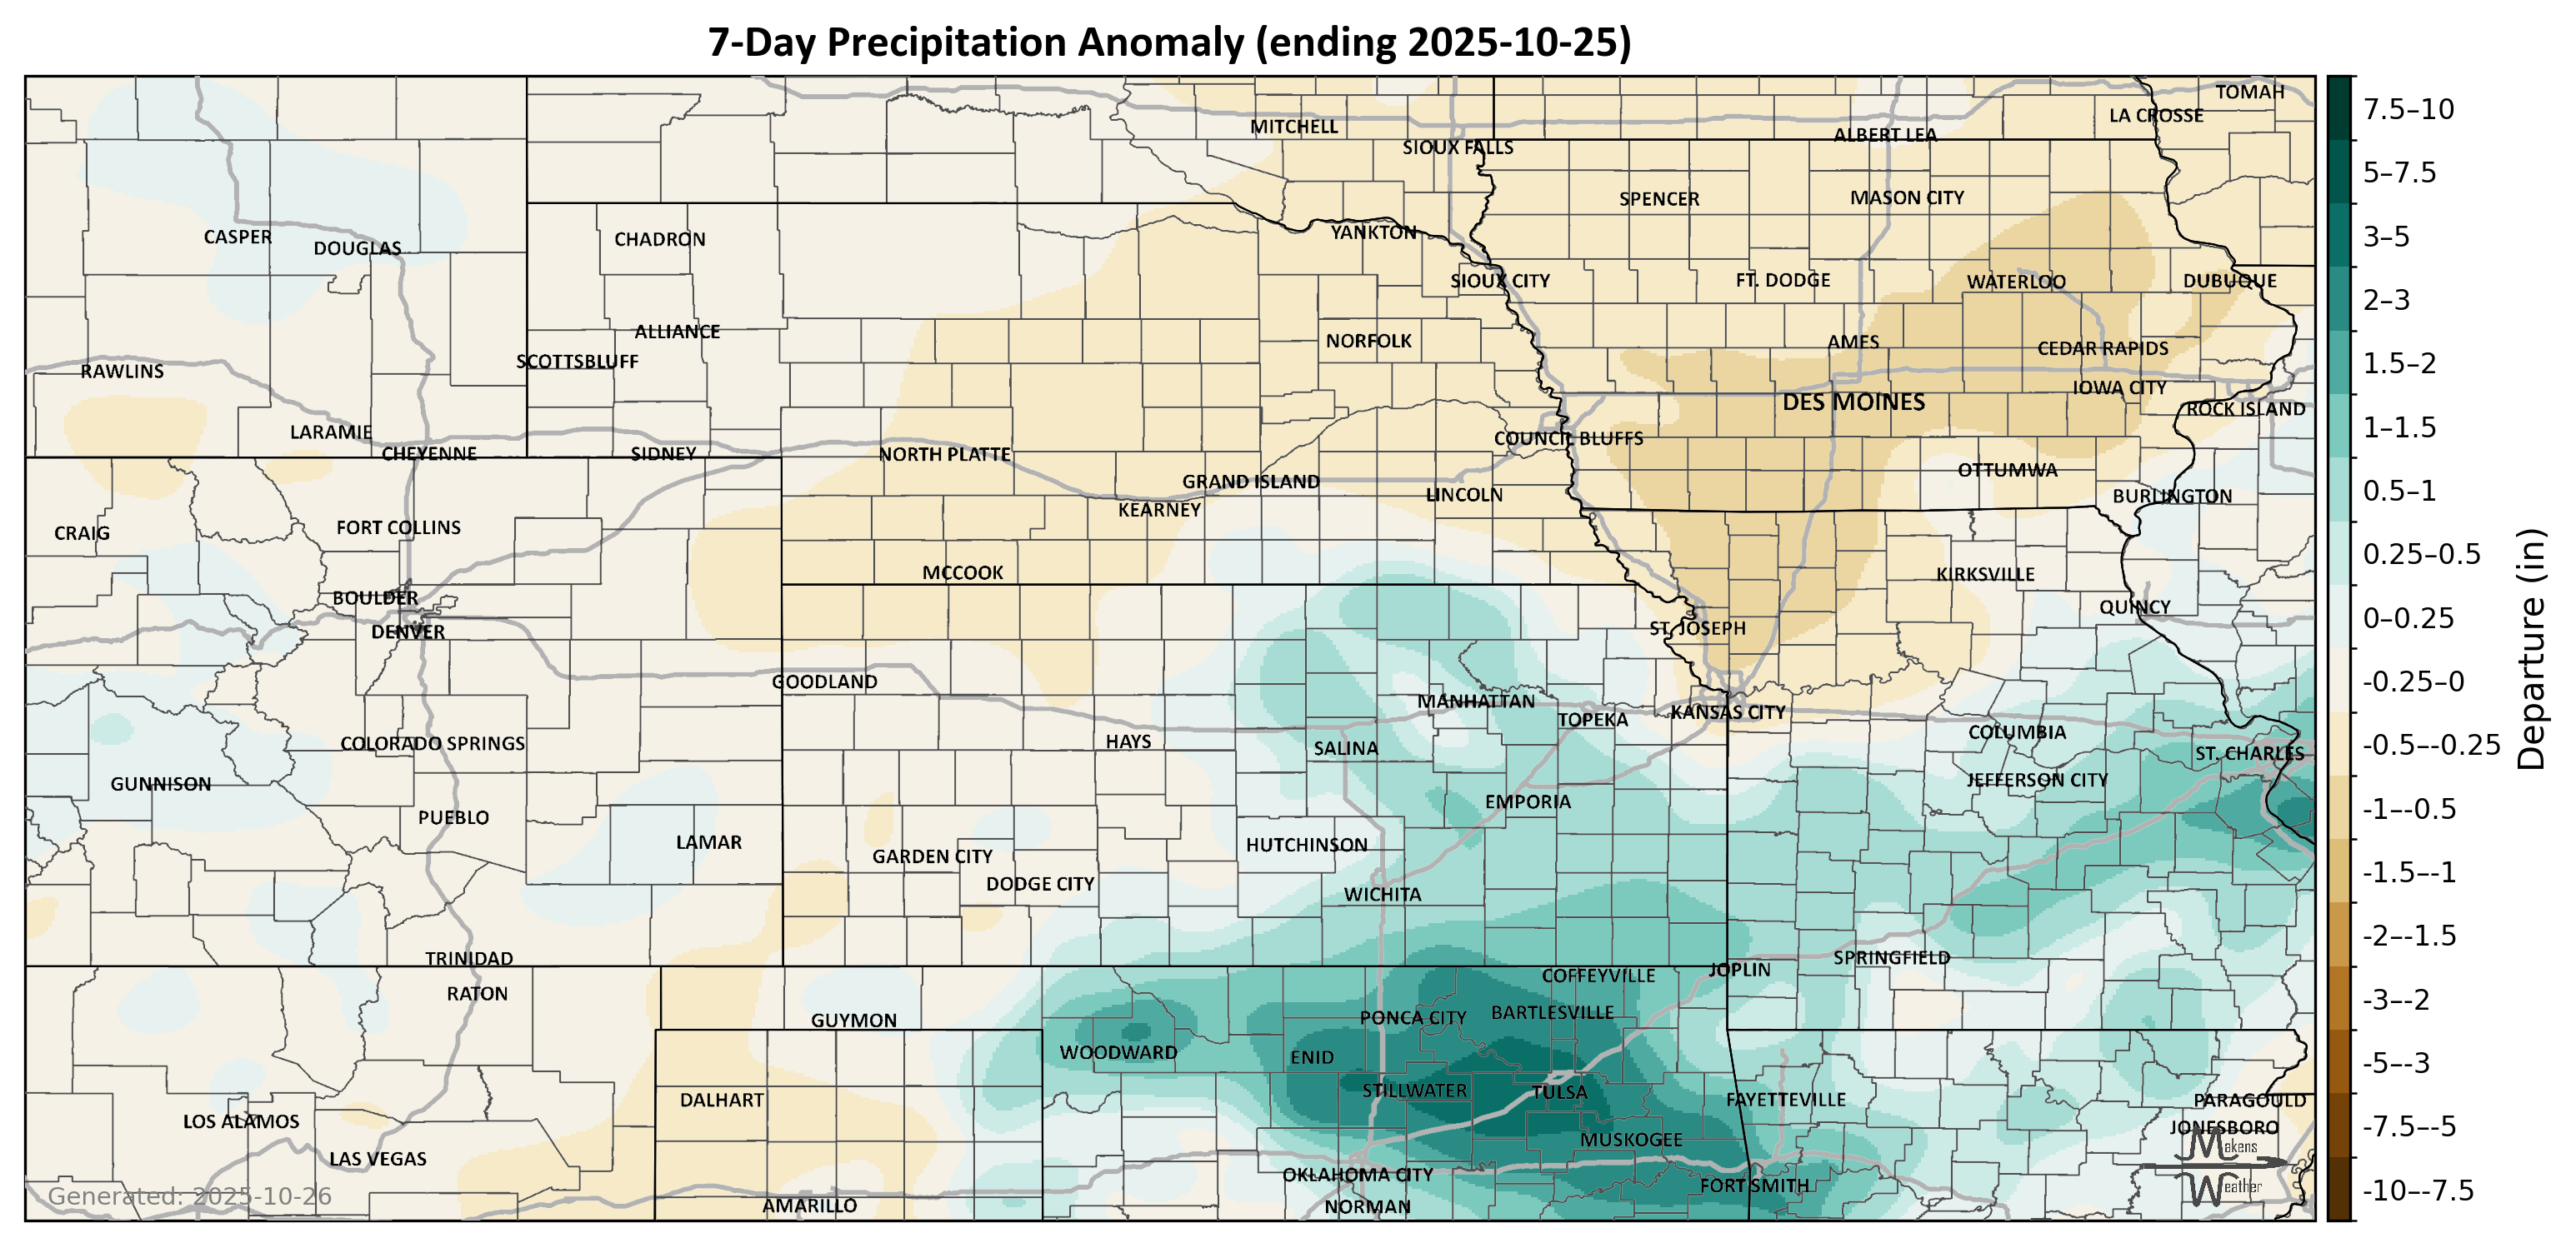 7-Day Precipitation Anomaly (ending 2025-10-25)
TOMAH
LA CROSSE
MITCHELL
ALBERT LEA
SIOUX FALLS
SPENCER
MASON CITY
YANKTON
CASPER
DOUGLAS
CHADRON
SIOUX CITY
FT. DODGE
WATERLOO
DUBUQUE
ALLIANCE
NORFOLK
AMES
CEDAR RAPIDS
SCOTTSBLUFF
RAWLINS
IOWA CITY
DES MOINES
ROCK ISLAND
LARAMIE
COUNCIL BLUFFS
CHEYENNE
SIDNEY
NORTH PLATTE
OTTUMWA
GRAND ISLAND
LINCOLN
BURLINGTON
KEARNEY
CRAIG
FORT COLLINS
MCCOOK
KIRKSVILLE
BOULDER
QUINCY
DENVER
ST. JOSEPH
GOODLAND
MANHATTAN
TOPEKA
KANSAS CITY
COLORADO SPRINGS
HAYS
SALINA
COLUMBIA
ST. CHARLES
GUNNISON
JEFFERSON CITY
EMPORIA
PUEBLO
LAMAR
HUTCHINSON
GARDEN CITY
DODGE CITY
WICHITA
TRINIDAD
SPRINGFIELD
COFFEYVILLE
JOPLIN
RATON
GUYMON
PONCA CITY
BARTLESVILLE
WOODWARD
ENID
STILLWATER
TULSA
DALHART
FAYETTEVILLE
PARAGOULD
LOS ALAMOS
JONESBORO
MUSKOGEE
LAS VEGAS
OKLAHOMA CITY
FORT SMITH
AMARILLO
NORMAN
Generated: 2025-10-26
Makens
Weather
7.5–10
5–7.5
3–5
2–3
1.5–2
1–1.5
0.5–1
0.25–0.5
0–0.25
-0.25–0
-0.5–-0.25
-1–-0.5
-1.5–-1
-2–-1.5
-3–-2
-5–-3
-7.5–-5
-10–-7.5
Departure (in)